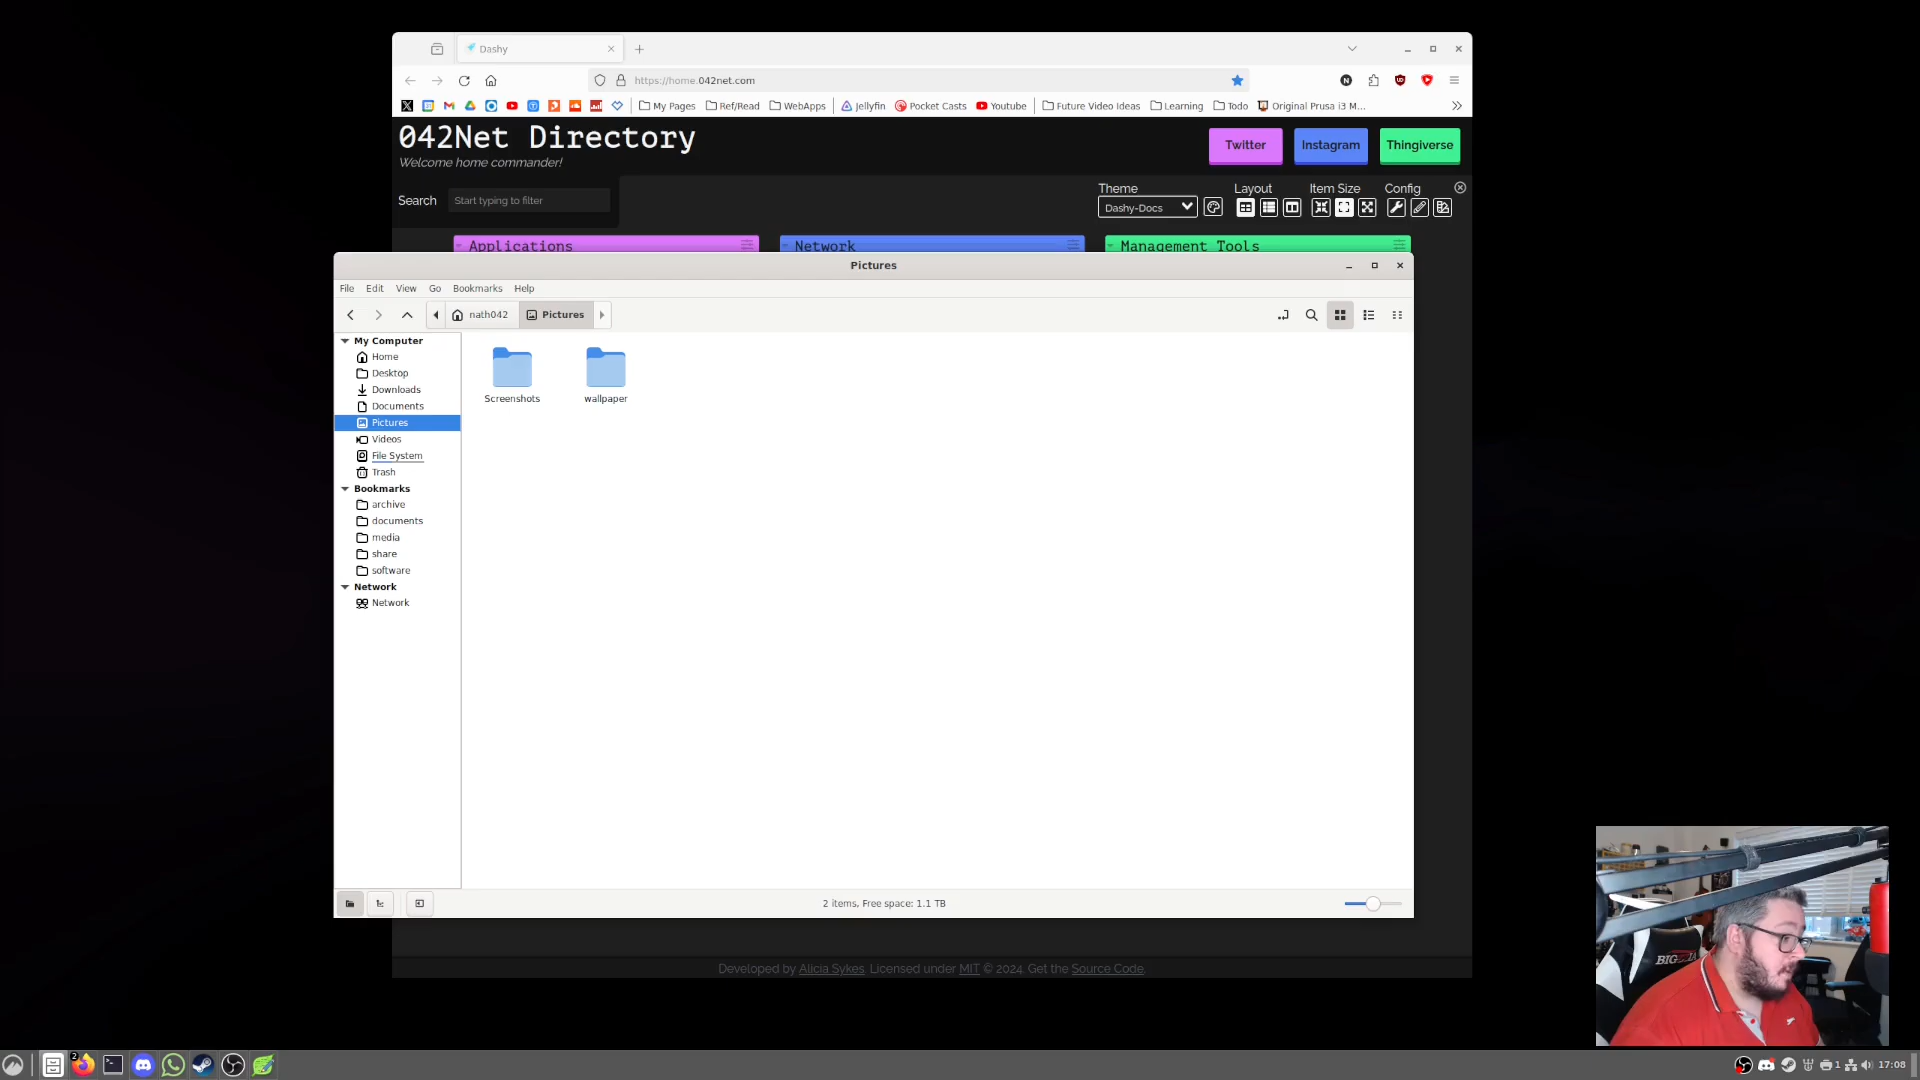 Dashy
https://home.042net.com
My Pages
Ref/Read
WebApps
Jellyfin
Pocket Casts
Youtube
Future Video Ideas
Learning
Todo
Original Prusa i3 M...
042Net Directory
Welcome home commander!
Twitter
Instagram
Thingiverse
Search
Start typing to filter
Theme
Dashy-Docs
Layout
Item Size
Config
Applications
Network
Management Tools
Pictures
File Edit View Go Bookmarks Help
nath042
Pictures
My Computer
Home
Desktop
Downloads
Documents
Pictures
Videos
File System
Trash
Bookmarks
archive
documents
media
share
software
Network
Network
Screenshots
wallpaper
2 items, Free space: 1.1 TB
Developed by Alicia Sykes. Licensed under MIT © 2024. Get the Source Code.
2
1
17:08